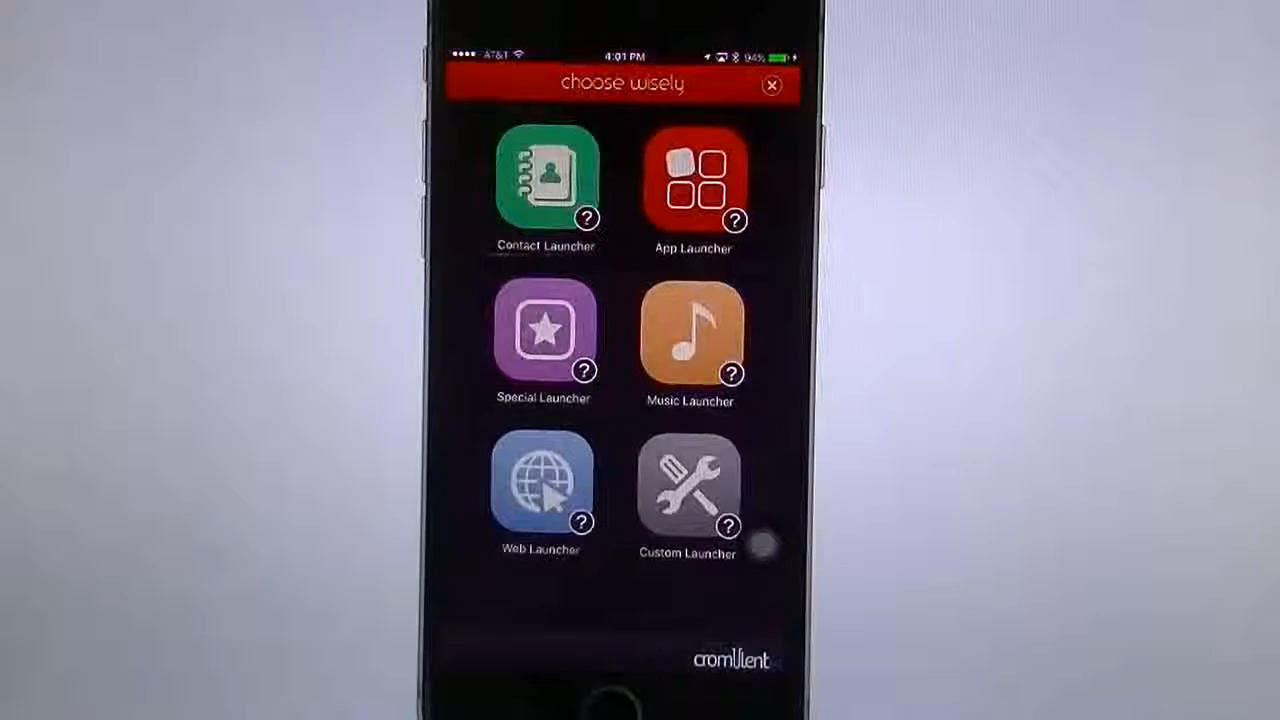 AT&T 4:01 PM 94%
choose wisely
Contact Launcher App Launcher
Special Launcher Music Launcher
Web Launcher Custom Launcher
cromulent